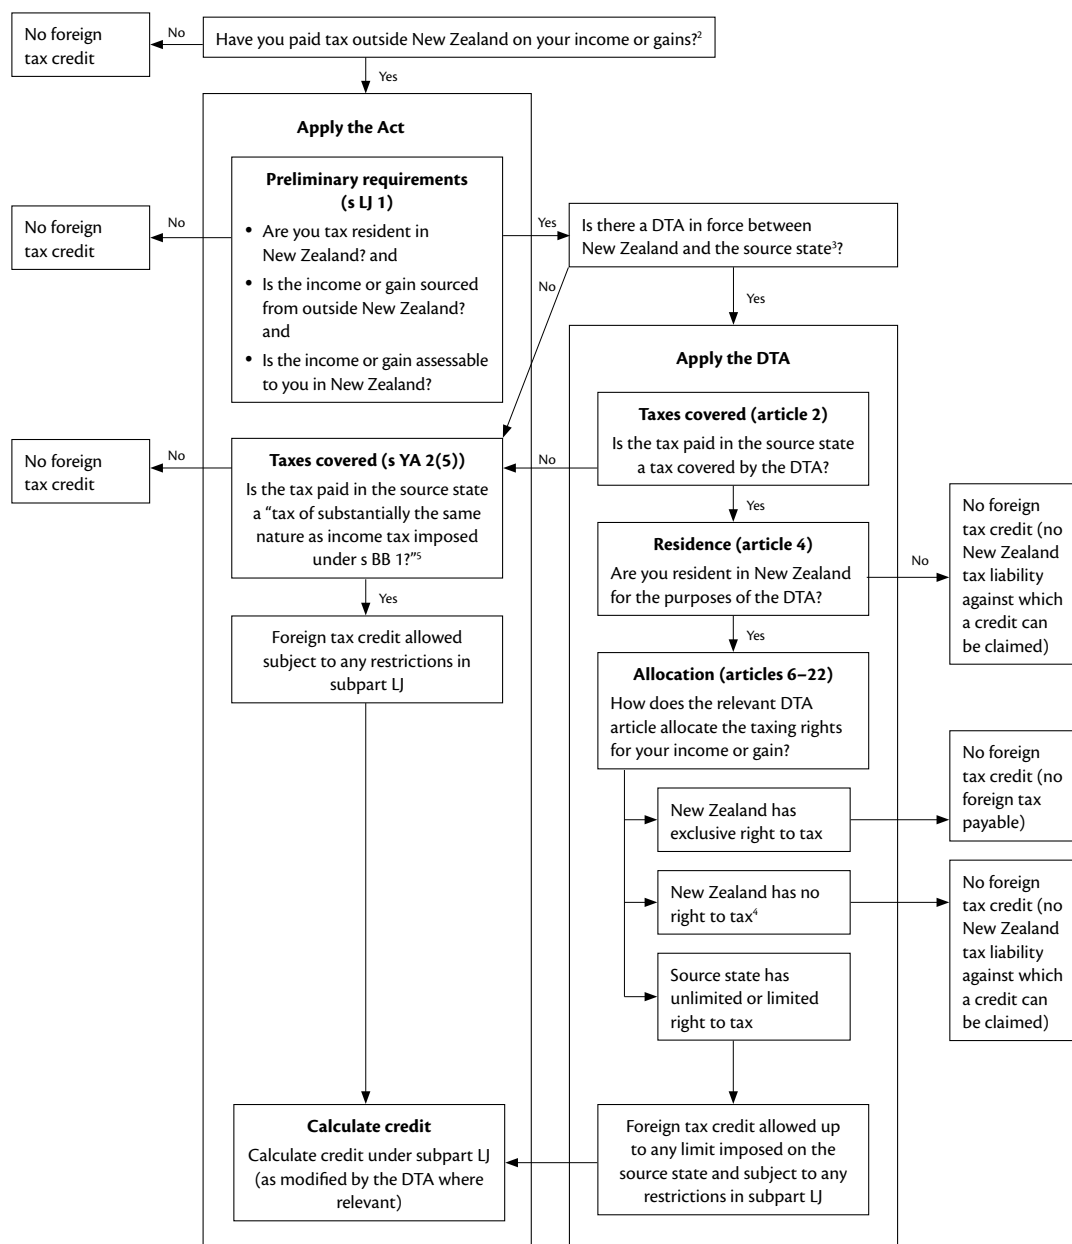 No foreign
tax credit
No
Have you paid tax outside New Zealand on your income or gains?²
Yes
Apply the Act
Preliminary requirements
(s LJ 1)
• Are you tax resident in
New Zealand? and
• Is the income or gain sourced
from outside New Zealand?
and
• Is the income or gain assessable
to you in New Zealand?
No
No foreign
tax credit
Yes
Is there a DTA in force between
New Zealand and the source state³?
No
Yes
Apply the DTA
Taxes covered (article 2)
Is the tax paid in the source state
a tax covered by the DTA?
No
Taxes covered (s YA 2(5))
Is the tax paid in the source state
a “tax of substantially the same
nature as income tax imposed
under s BB 1?”⁵
No
No foreign
tax credit
Yes
Foreign tax credit allowed
subject to any restrictions in
subpart LJ
Yes
Residence (article 4)
Are you resident in New Zealand
for the purposes of the DTA?
No
No foreign
tax credit (no
New Zealand
tax liability
against which
a credit can
be claimed)
Yes
Allocation (articles 6–22)
How does the relevant DTA
article allocate the taxing rights
for your income or gain?
New Zealand has
exclusive right to tax
No foreign
tax credit (no
foreign tax
payable)
New Zealand has no
right to tax⁴
No foreign
tax credit (no
New Zealand
tax liability
against which
a credit can
be claimed)
Source state has
unlimited or limited
right to tax
Foreign tax credit allowed up
to any limit imposed on the
source state and subject to any
restrictions in subpart LJ
Calculate credit
Calculate credit under subpart LJ
(as modified by the DTA where
relevant)